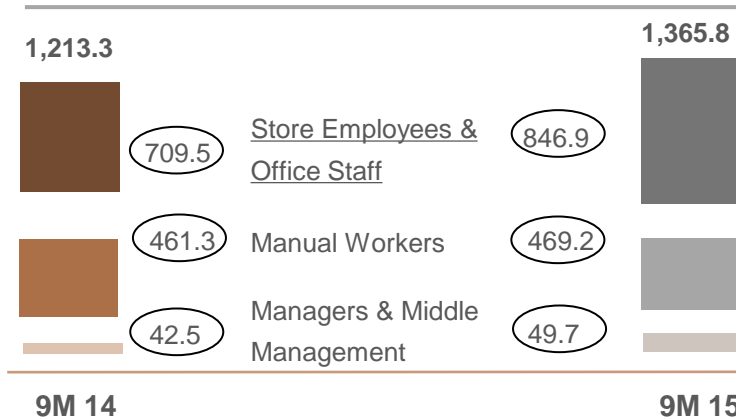 1,213.3
1,365.8
709.5
Store Employees &
Office Staff
846.9
461.3
Manual Workers
469.2
42.5
Managers & Middle
Management
49.7
9M 14
9M 15